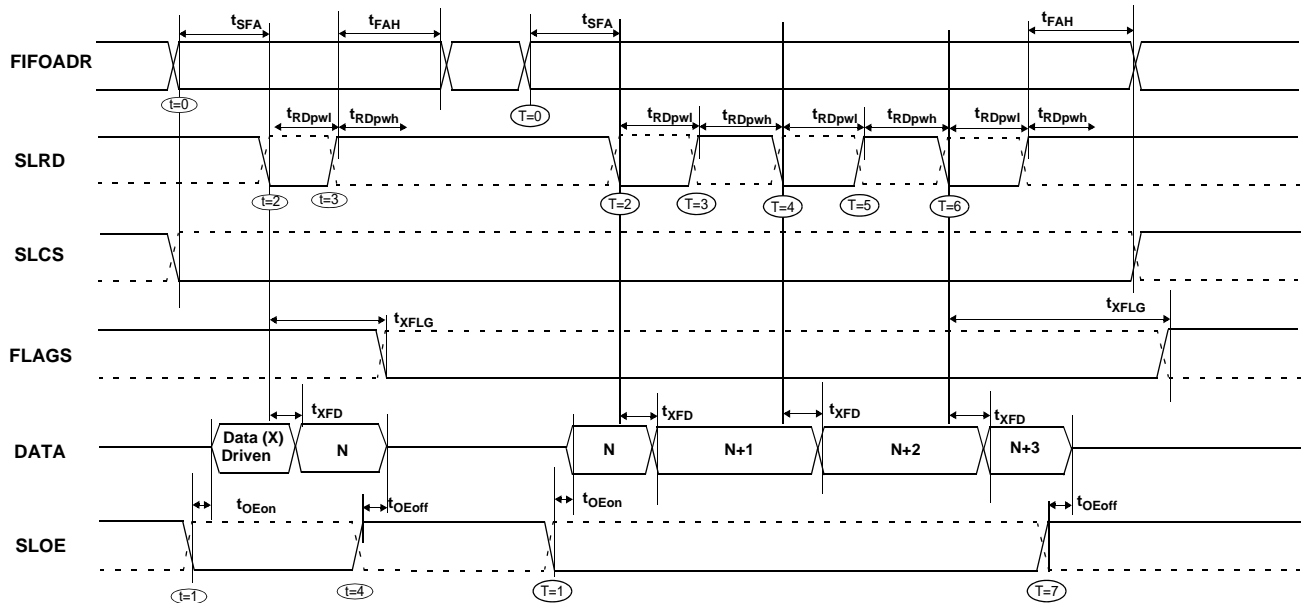 tSFA tFAH tSFA tFAH
FIFOADR
t=0 T=0
tRDpwl tRDpwh tRDpwl tRDpwh tRDpwl tRDpwh tRDpwl tRDpwh
SLRD
t=2 t=3 T=2 T=3 T=4 T=5 T=6
SLCS
tXFLG tXFLG
FLAGS
tXFD tXFD tXFD tXFD
DATA
Data (X)
Driven
N N N+1 N+2 N+3
tOEon tOEoff tOEon tOEoff
SLOE
t=1 t=4 T=1 T=7